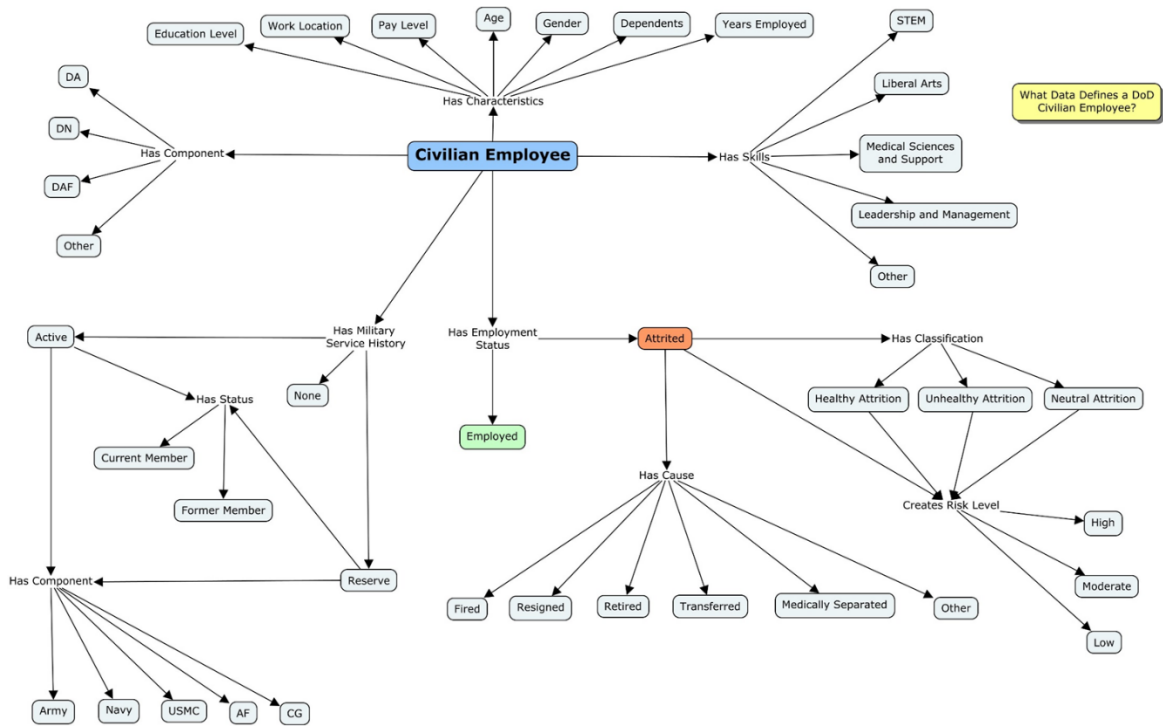 STEM
Age
Gender
Dependents
Years Employed
Pay Level
Work Location
Education Level
Liberal Arts
What Data Defines a DoD
Civilian Employee?
DA
Has Characteristics
DN
Has Component
Civilian Employee
Has Skills
Medical Sciences
and Support
DAF
Leadership and Management
Other
Other
Active
Has Military
Service History
Has Employment
Status
Attrited
Has Classification
None
Has Status
Healthy Attrition
Unhealthy Attrition
Neutral Attrition
Employed
Current Member
Has Cause
Former Member
Creates Risk Level
High
Has Component
Reserve
Moderate
Fired
Resigned
Retired
Transferred
Medically Separated
Other
Low
Army
Navy
USMC
AF
CG